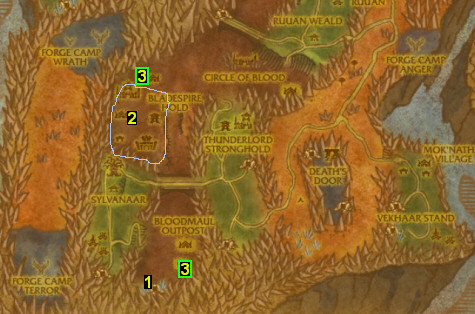 RUUAN WEALD
RUUAN
FORGE CAMP
WRATH
FORGE CAMP
ANGER
CIRCLE OF BLOOD
3
BLADESPIRE
HOLD
2
THUNDERLORD
STRONGHOLD
MOK'NATH
VILLAGE
DEATH'S
DOOR
SYLVANAAR
BLOODMAUL
OUTPOST
VEKHAAR STAND
3
FORGE CAMP
TERROR
1